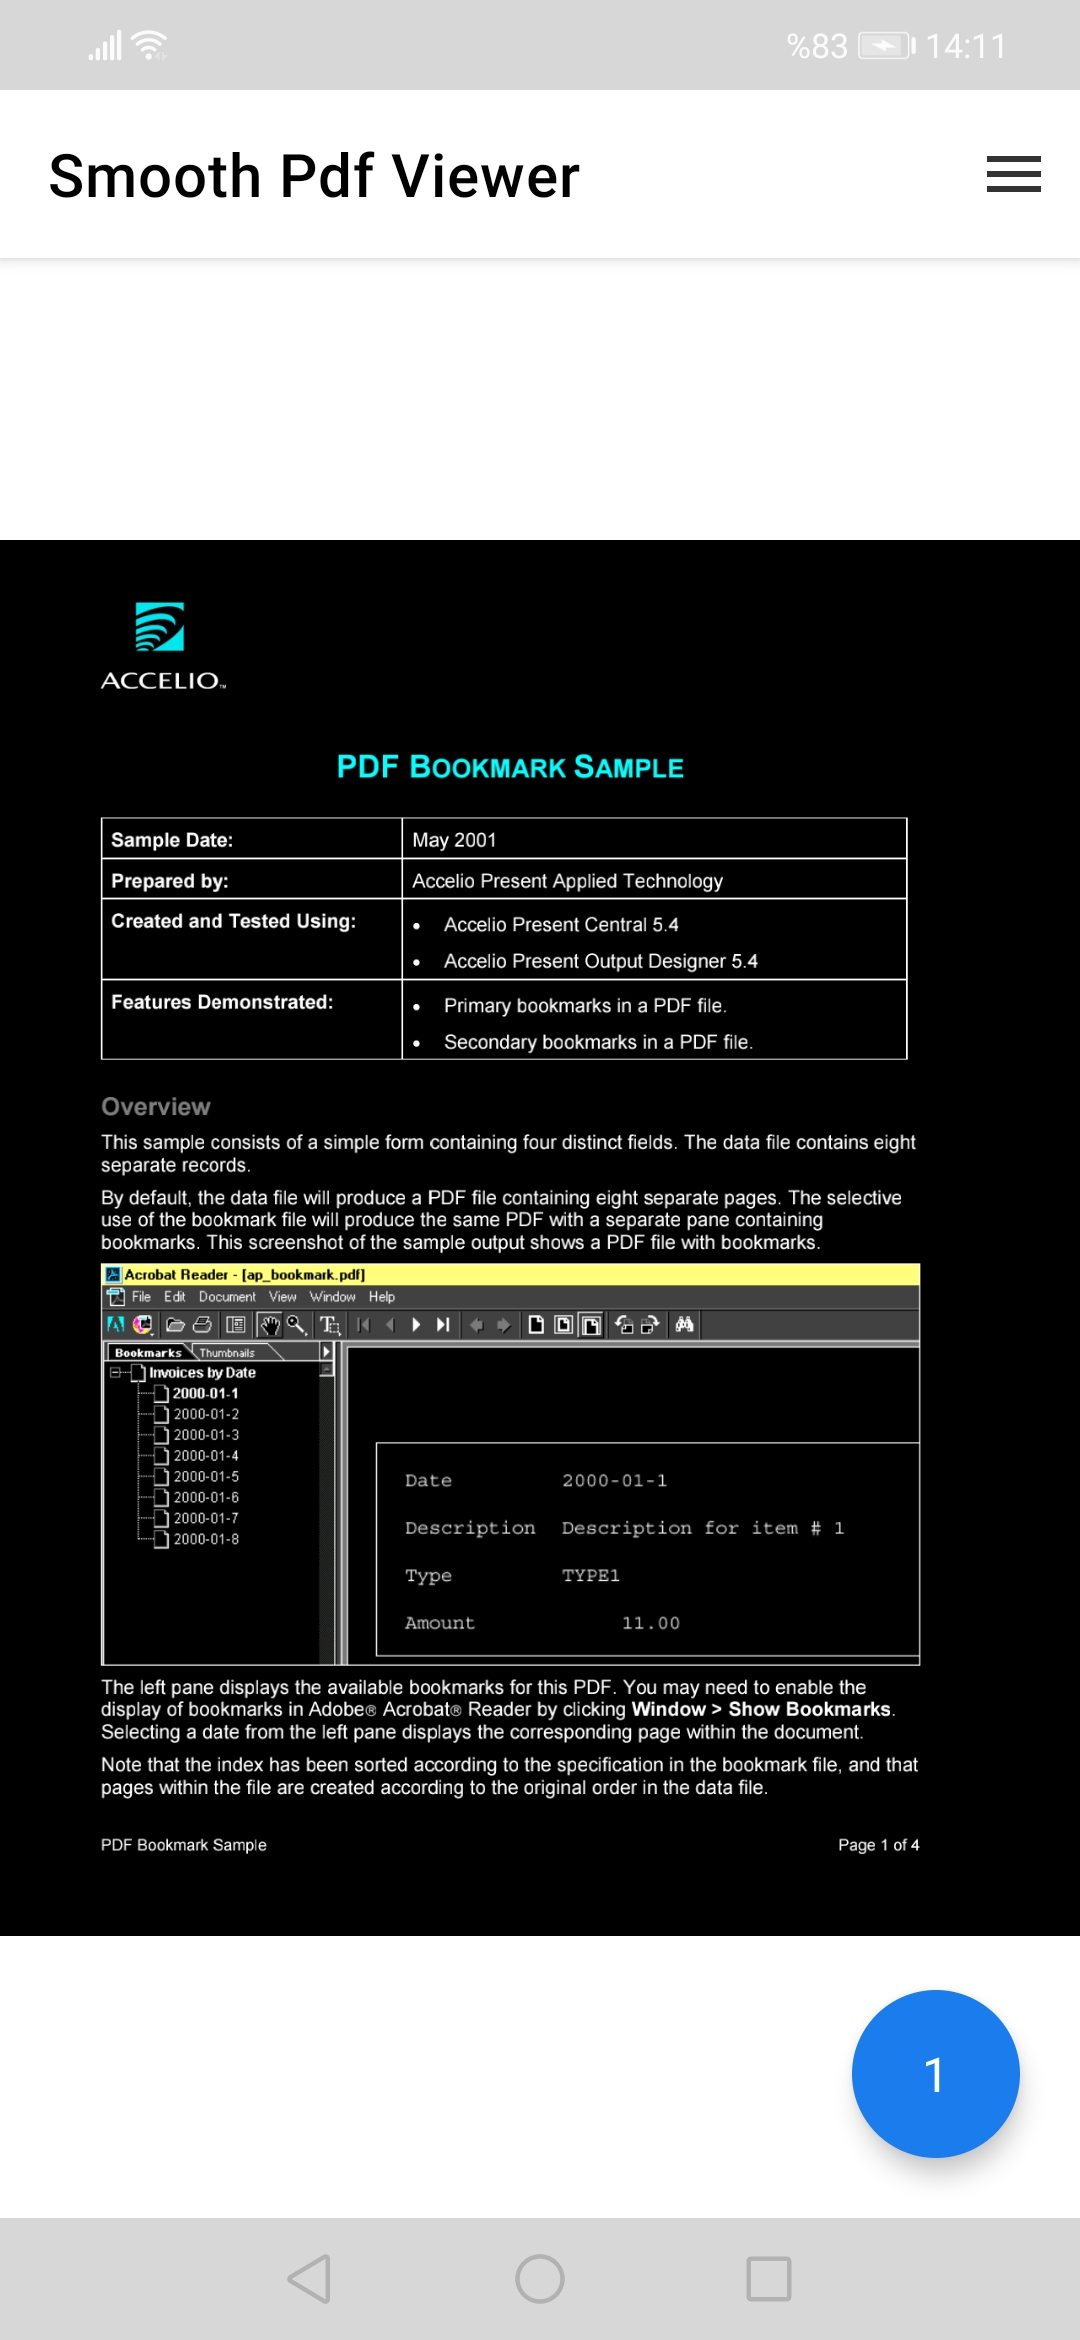 %83 14:11
Smooth Pdf Viewer
ACCELIO™
PDF BOOKMARK SAMPLE
Sample Date: May 2001
Prepared by: Accelio Present Applied Technology
Created and Tested Using: • Accelio Present Central 5.4
• Accelio Present Output Designer 5.4
Features Demonstrated: • Primary bookmarks in a PDF file.
• Secondary bookmarks in a PDF file.
Overview
This sample consists of a simple form containing four distinct fields. The data file contains eight
separate records.
By default, the data file will produce a PDF file containing eight separate pages. The selective
use of the bookmark file will produce the same PDF with a separate pane containing
bookmarks. This screenshot of the sample output shows a PDF file with bookmarks.
Acrobat Reader - [ap_bookmark.pdf]
File Edit Document View Window Help
Bookmarks Thumbnails
Invoices by Date
2000-01-1
2000-01-2
2000-01-3
2000-01-4
2000-01-5
2000-01-6
2000-01-7
2000-01-8
Date 2000-01-1
Description Description for item # 1
Type TYPE1
Amount 11.00
The left pane displays the available bookmarks for this PDF. You may need to enable the
display of bookmarks in Adobe® Acrobat® Reader by clicking Window > Show Bookmarks.
Selecting a date from the left pane displays the corresponding page within the document.
Note that the index has been sorted according to the specification in the bookmark file, and that
pages within the file are created according to the original order in the data file.
PDF Bookmark Sample Page 1 of 4
1